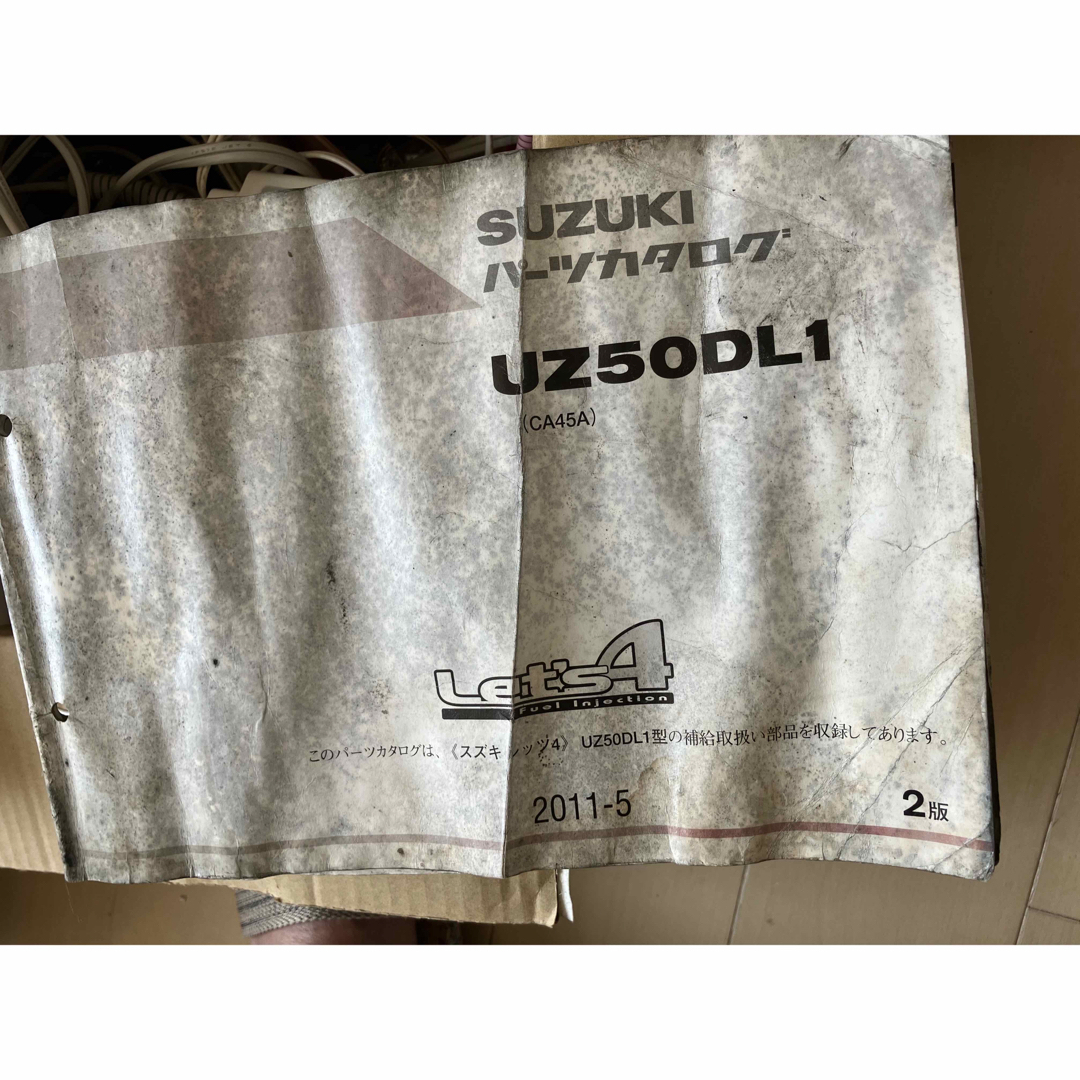 SUZUKI
パーツカタログ
UZ50DL1
(CA45A)
Let's4
Fuel Injection
このパーツカタログは、《スズキ レッツ4》 UZ50DL1型の補給取扱い部品を収録してあります。
2011-5
2版